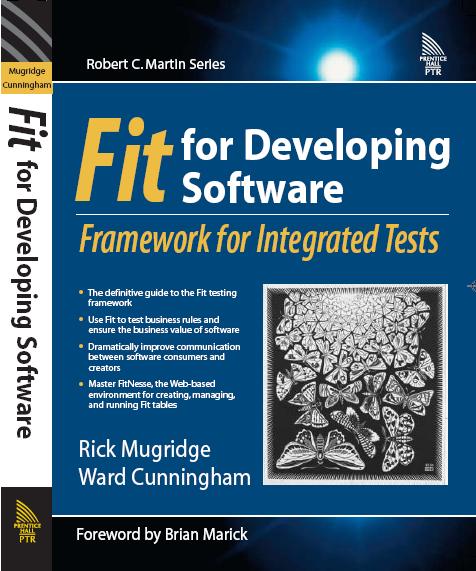 Mugridge
Cunningham
Fit for Developing Software
PRENTICE
HALL
PTR
Robert C. Martin Series
PRENTICE
HALL
PTR
Fit for Developing
Software
Framework for Integrated Tests
• The definitive guide to the Fit testing
framework
• Use Fit to test business rules and
ensure the business value of software
• Dramatically improve communication
between software consumers and
creators
• Master FitNesse, the Web-based
environment for creating, managing,
and running Fit tables
Rick Mugridge
Ward Cunningham
Foreword by Brian Marick